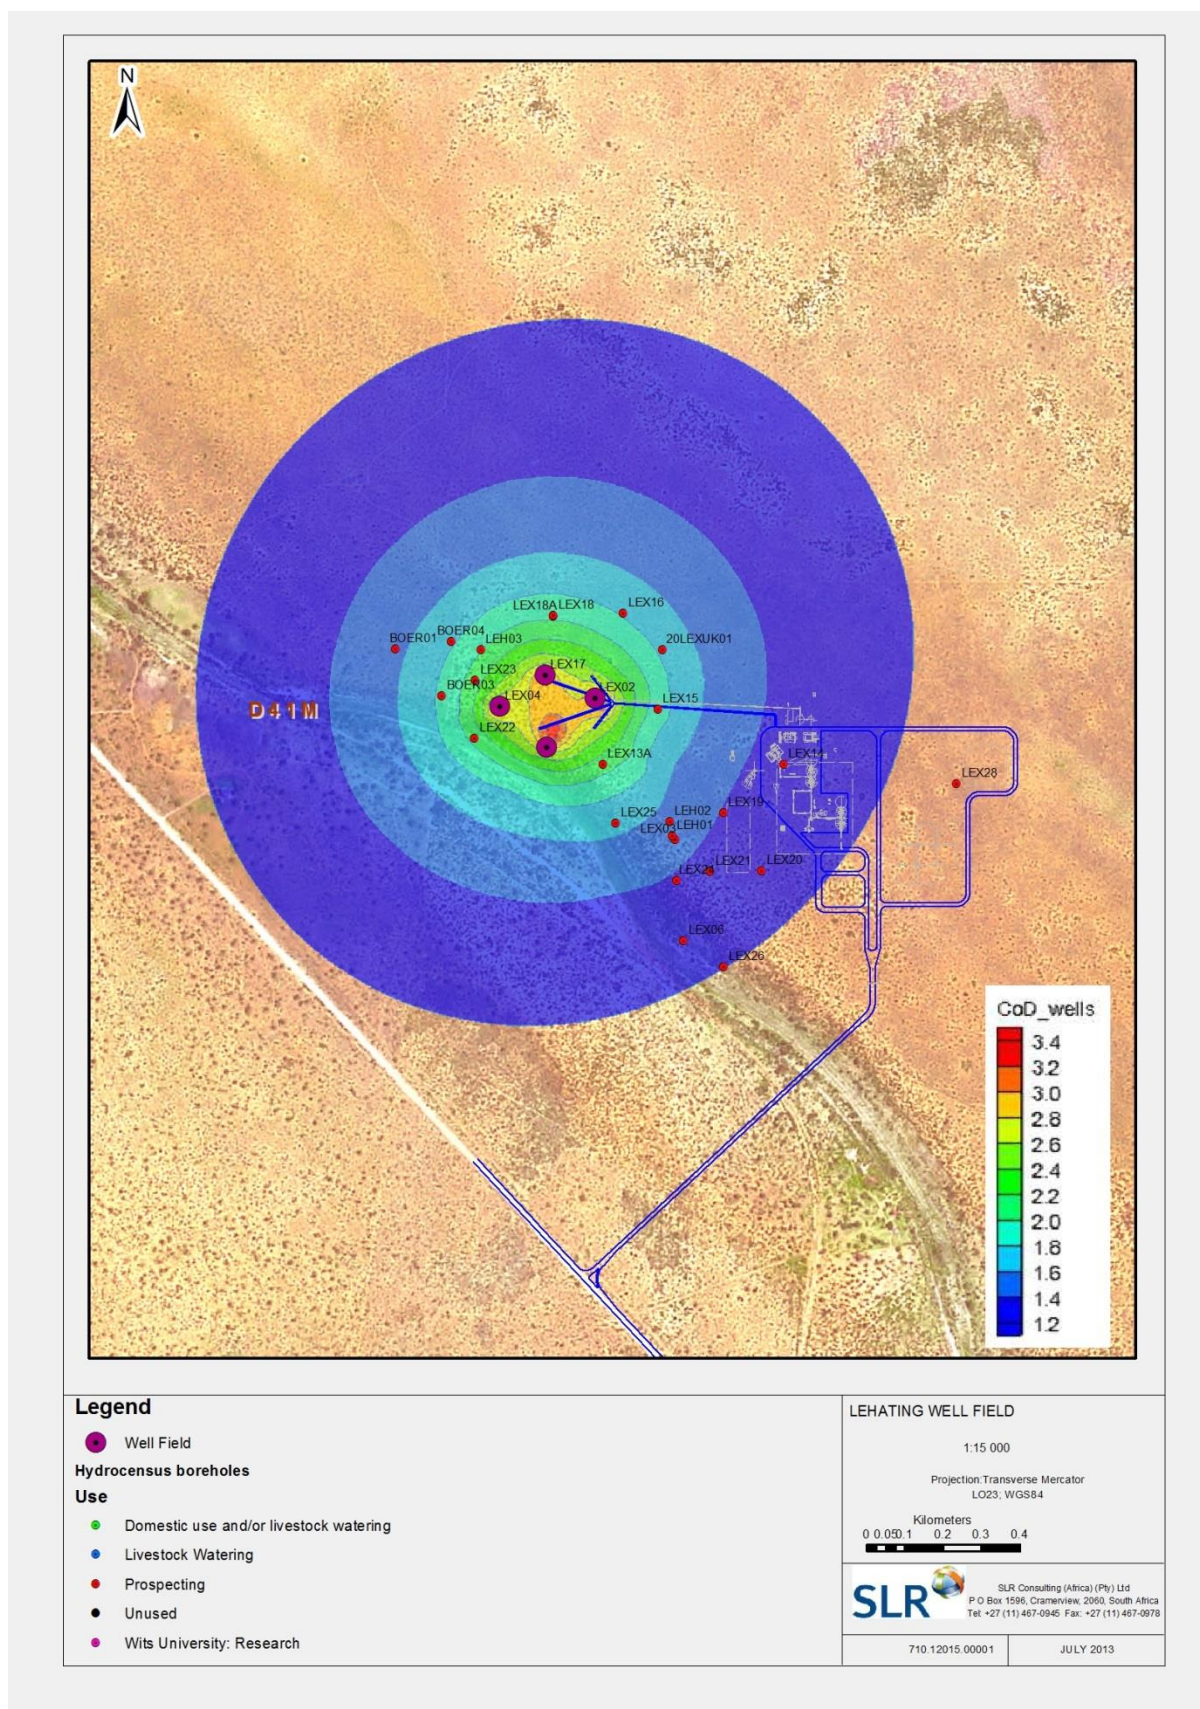 N
LEX18A
LEX18
LEX16
BOER01
BOER04
LEH03
20LEXUK01
LEX17
LEX23
BOER03
LEX04
LEX02
D41M
LEX15
LEX22
LEX13A
LEX14
LEX28
LEX19
LEX25
LEH02
LEX03
LEH01
LEX24
LEX21
LEX20
LEX06
LEX26
CoD_wells
3.4
3.2
3.0
2.8
2.6
2.4
2.2
2.0
1.8
1.6
1.4
1.2
Legend
Well Field
Hydrocensus boreholes
Use
Domestic use and/or livestock watering
Livestock Watering
Prospecting
Unused
Wits University: Research
LEHATING WELL FIELD
1:15 000
Projection:Transverse Mercator
LO23; WGS84
Kilometers
0 0.050.1 0.2 0.3 0.4
SLR
SLR Consulting (Africa) (Pty) Ltd
P O Box 1596, Cramerview, 2060, South Africa
Tel: +27 (11) 467-0945 Fax: +27 (11) 467-0978
710.12015.00001
JULY 2013